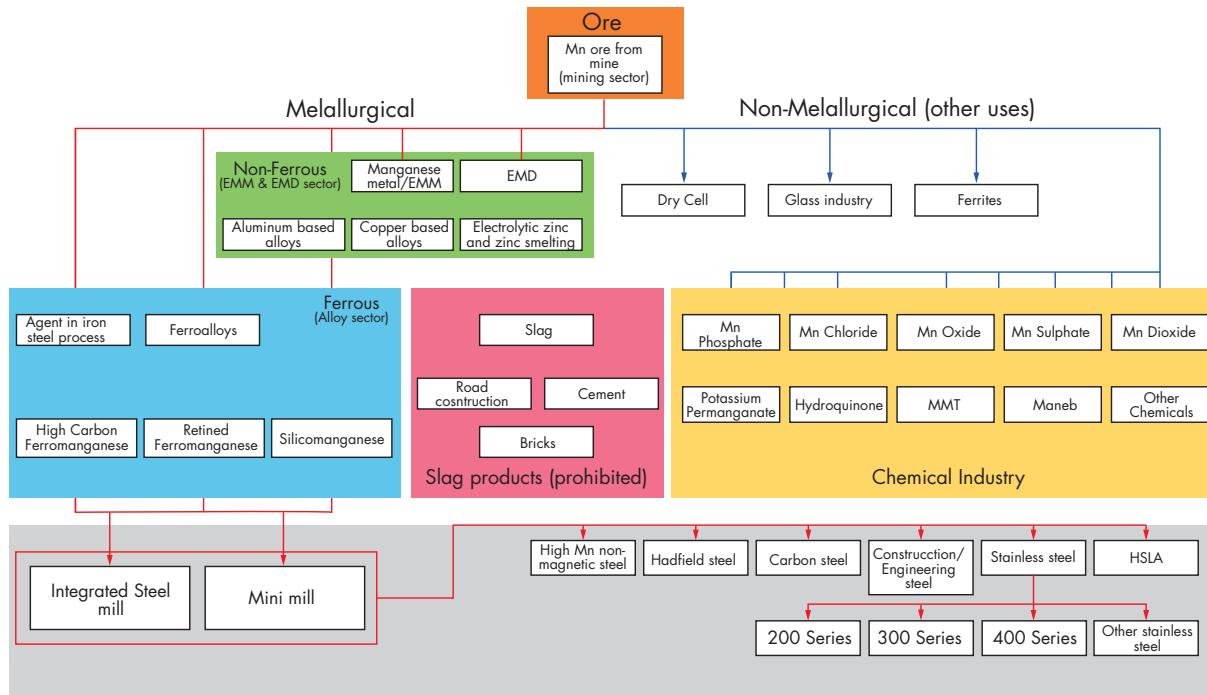 Ore
Mn ore from
mine
(mining sector)
Melallurgical
Non-Melallurgical (other uses)
Non-Ferrous
(EMM & EMD sector)
Manganese
metal/EMM
EMD
Aluminum based
alloys
Copper based
alloys
Electrolytic zinc
and zinc smelting
Dry Cell
Glass industry
Ferrites
Ferrous
(Alloy sector)
Agent in iron
steel process
Ferroalloys
High Carbon
Ferromanganese
Retined
Ferromanganese
Silicomanganese
Slag
Road
cosntruction
Cement
Bricks
Slag products (prohibited)
Mn
Phosphate
Mn Chloride
Mn Oxide
Mn Sulphate
Mn Dioxide
Potassium
Permanganate
Hydroquinone
MMT
Maneb
Other
Chemicals
Chemical Industry
Integrated Steel
mill
Mini mill
High Mn non-
magnetic steel
Hadfield steel
Carbon steel
Construcction/
Engineering
steel
Stainless steel
HSLA
200 Series
300 Series
400 Series
Other stainless
steel